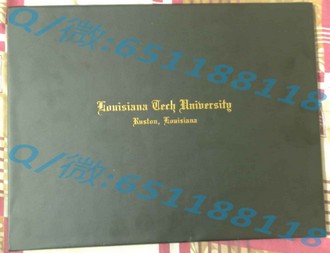 Q/微:651188118
Louisiana Tech University
Ruston, Louisiana
Q/微:651188118